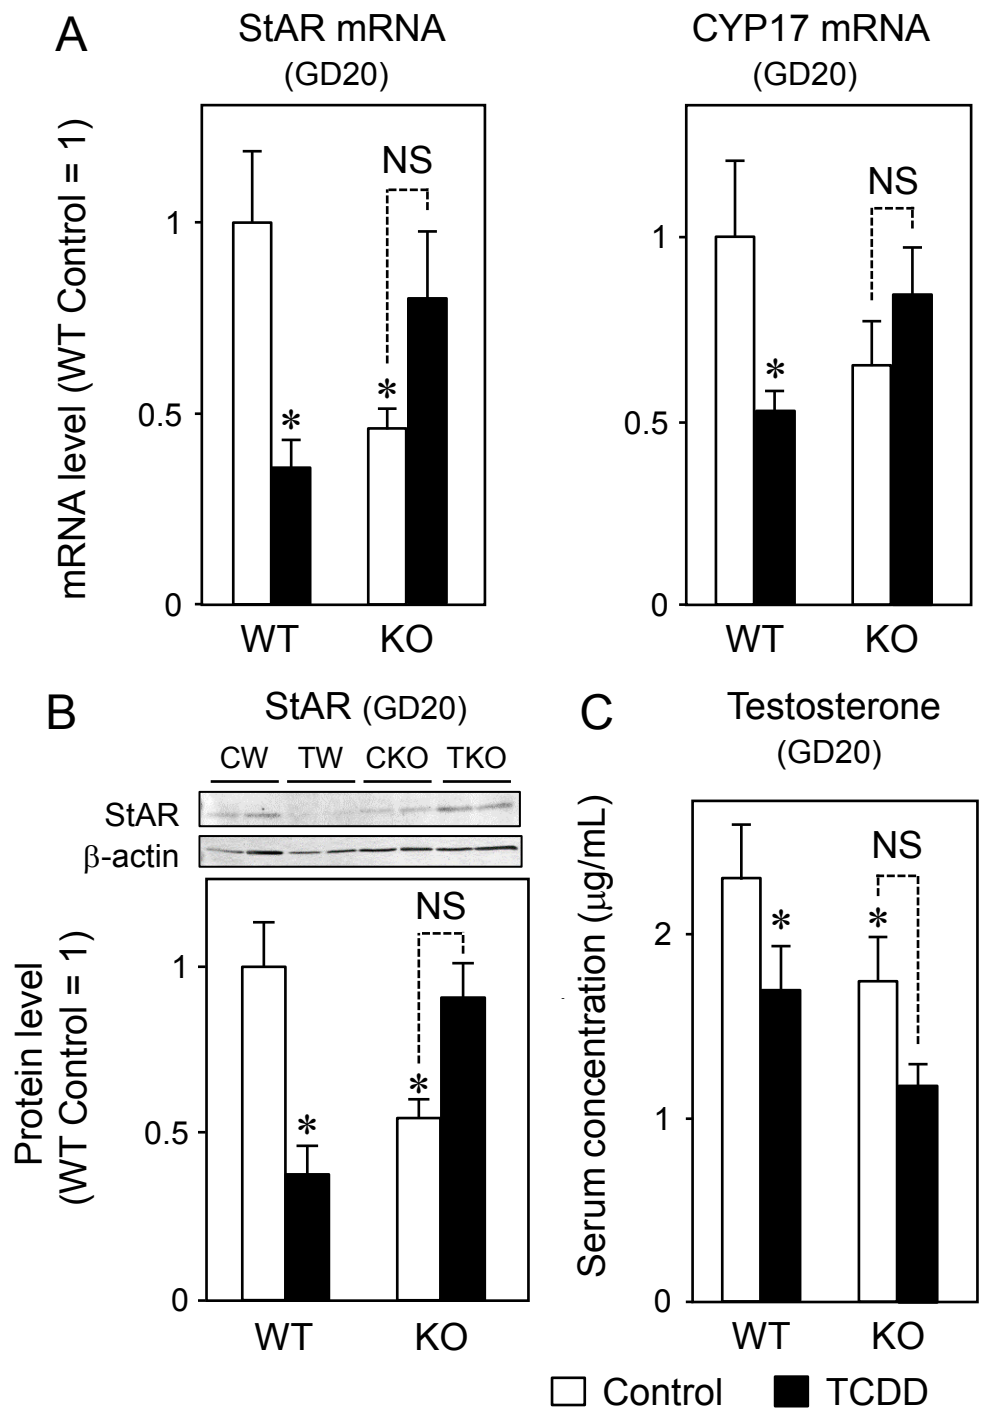 A
StAR mRNA
(GD20)
CYP17 mRNA
(GD20)
mRNA level (WT Control = 1)
NS
1
*
*
0.5
0
WT KO
NS
1
*
0.5
0
WT KO
B
StAR (GD20)
CW TW CKO TKO
StAR
β-actin
Protein level
(WT Control = 1)
NS
1
*
*
0.5
0
WT KO
C
Testosterone
(GD20)
Serum concentration (μg/mL)
NS
* *
2
1
0
WT KO
Control TCDD